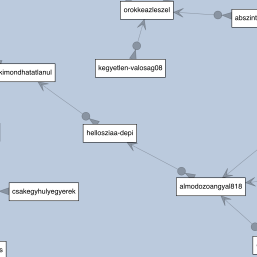 orokkeazleszel
abszint
kimondhatatlanul
kegyetlen-valosag08
hellosziaa-depi
almodozoangyal818
csakegyhulyegyerek
s